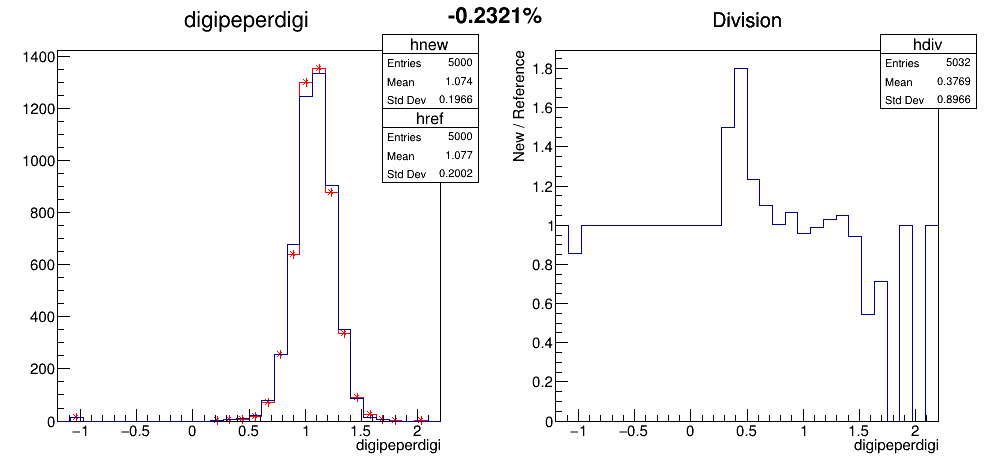 digipeperdigi
-0.2321%
Division
hnew
Entries 5000
Mean 1.074
Std Dev 0.1966
href
Entries 5000
Mean 1.077
Std Dev 0.2002
1400
1200
1000
800
600
400
200
0
−1 −0.5 0 0.5 1 1.5 2
digipeperdigi
hdiv
Entries 5032
Mean 0.3769
Std Dev 0.8966
New / Reference
1.8
1.6
1.4
1.2
1
0.8
0.6
0.4
0.2
0
−1 −0.5 0 0.5 1 1.5 2
digipeperdigi